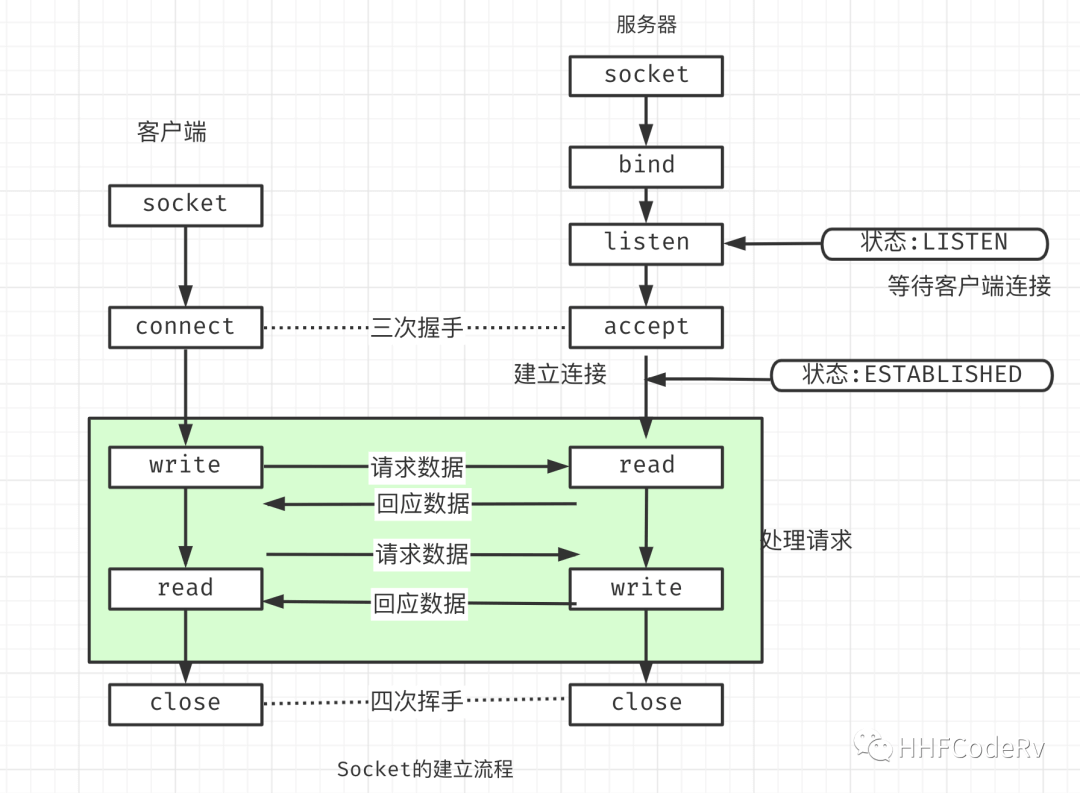 服务器
socket
bind
客户端
socket
listen
状态:LISTEN
等待客户端连接
connect
三次握手
accept
建立连接
状态:ESTABLISHED
write
请求数据
read
回应数据
处理请求
请求数据
read
回应数据
write
close
四次挥手
close
HHFCodeRv
Socket的建立流程